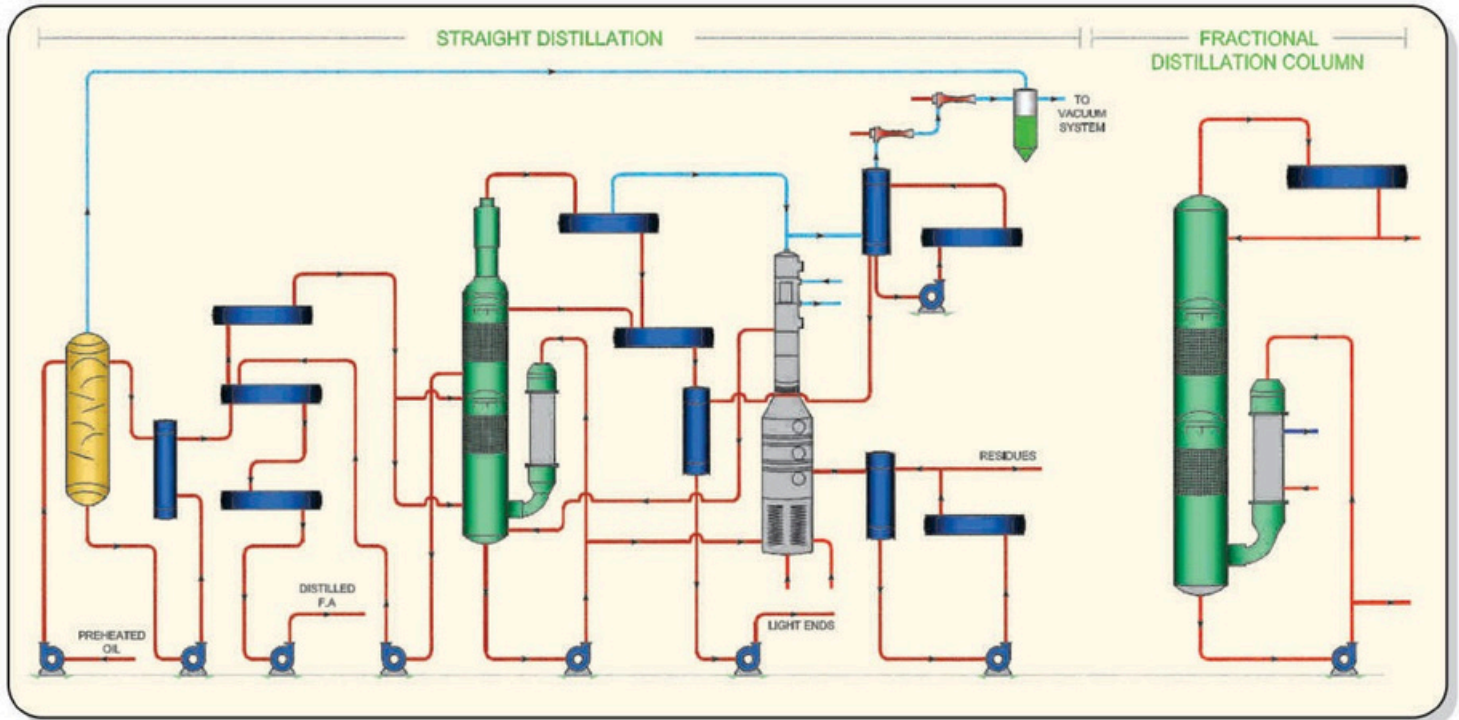 STRAIGHT DISTILLATION
FRACTIONAL
DISTILLATION COLUMN
TO
VACUUM
SYSTEM
RESIDUES
DISTILLED
F.A
LIGHT ENDS
PREHEATED
OIL